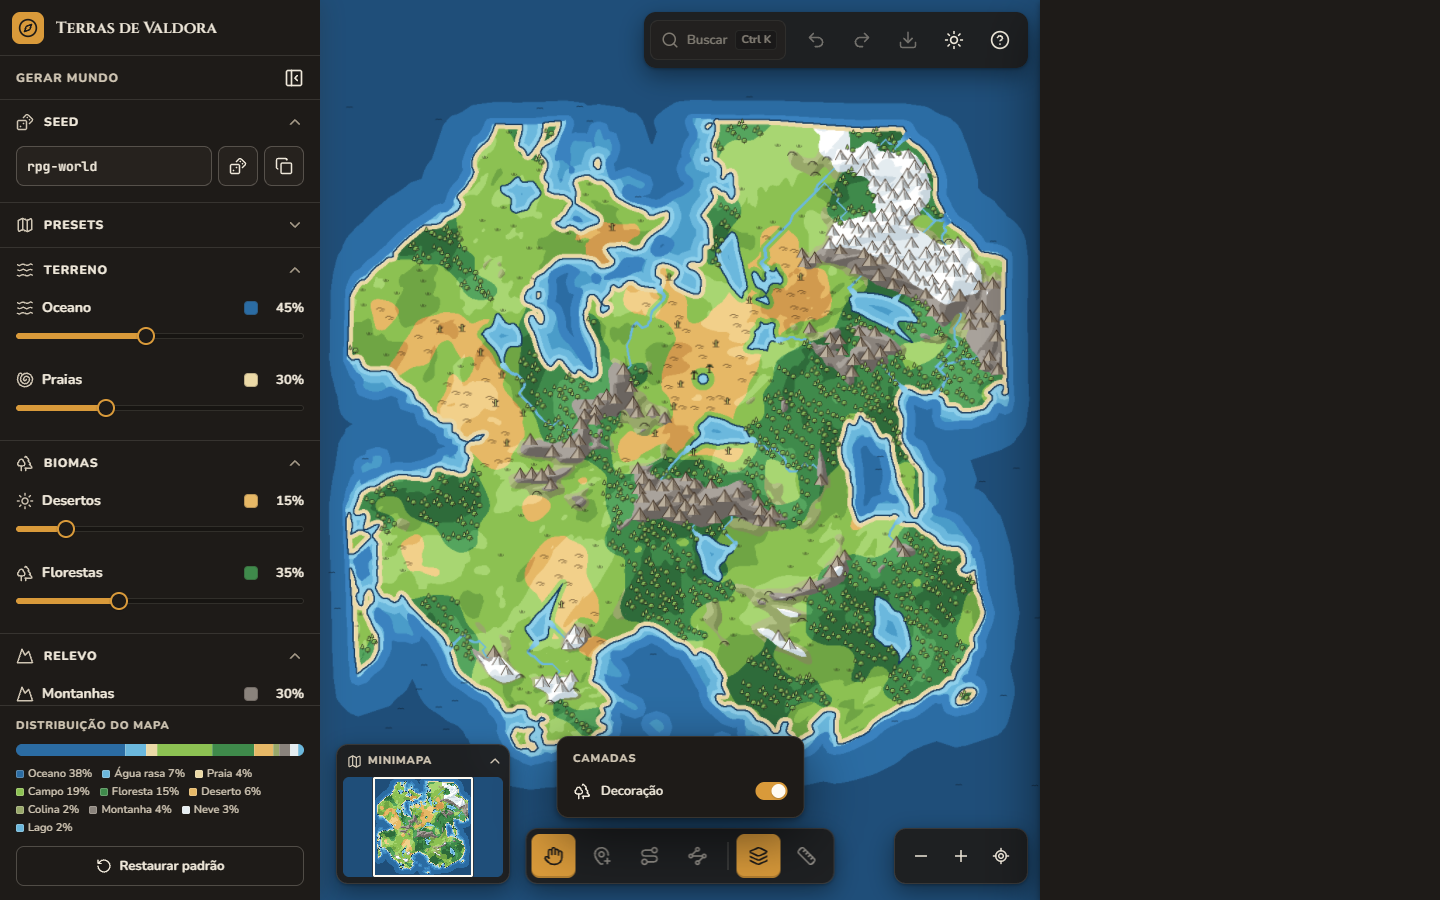 Terras de Valdora
GERAR MUNDO
SEED
rpg-world
PRESETS
TERRENO
Oceano 45%
Praias 30%
BIOMAS
Desertos 15%
Florestas 35%
RELEVO
Montanhas 30%
DISTRIBUIÇÃO DO MAPA
Oceano 38% Água rasa 7% Praia 4%
Campo 19% Floresta 15% Deserto 6%
Colina 2% Montanha 4% Neve 3%
Lago 2%
Restaurar padrão
Buscar Ctrl K
MINIMAPA
CAMADAS
Decoração